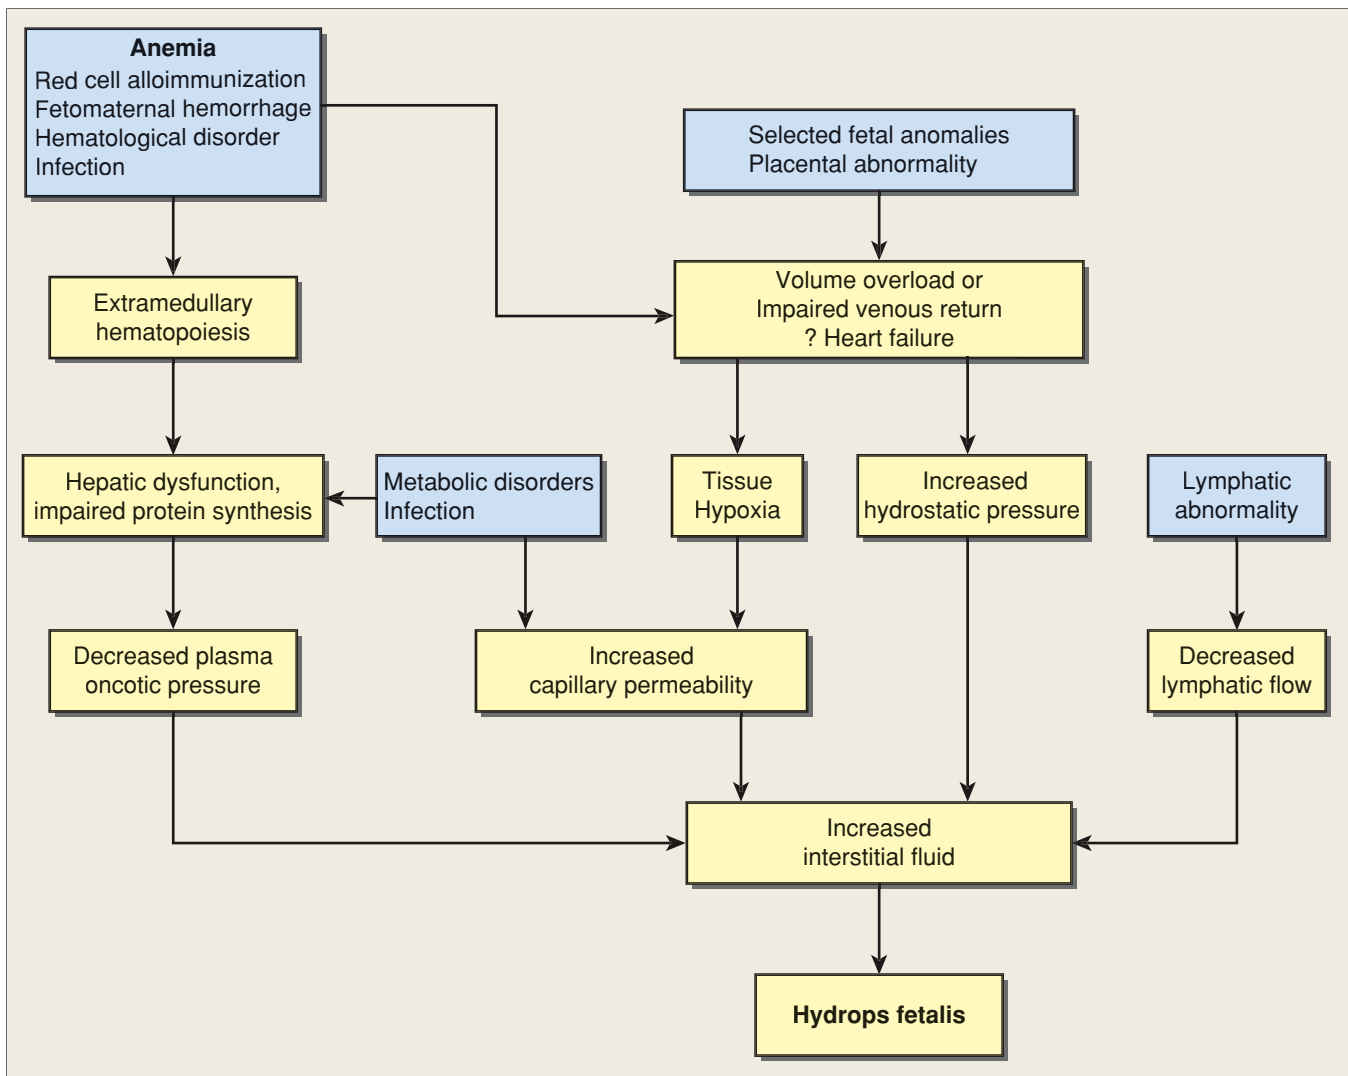 Anemia
Red cell alloimmunization
Fetomaternal hemorrhage
Hematological disorder
Infection
Selected fetal anomalies
Placental abnormality
Extramedullary
hematopoiesis
Volume overload or
Impaired venous return
? Heart failure
Hepatic dysfunction,
impaired protein synthesis
Metabolic disorders
Infection
Tissue
Hypoxia
Increased
hydrostatic pressure
Lymphatic
abnormality
Decreased plasma
oncotic pressure
Increased
capillary permeability
Decreased
lymphatic flow
Increased
interstitial fluid
Hydrops fetalis